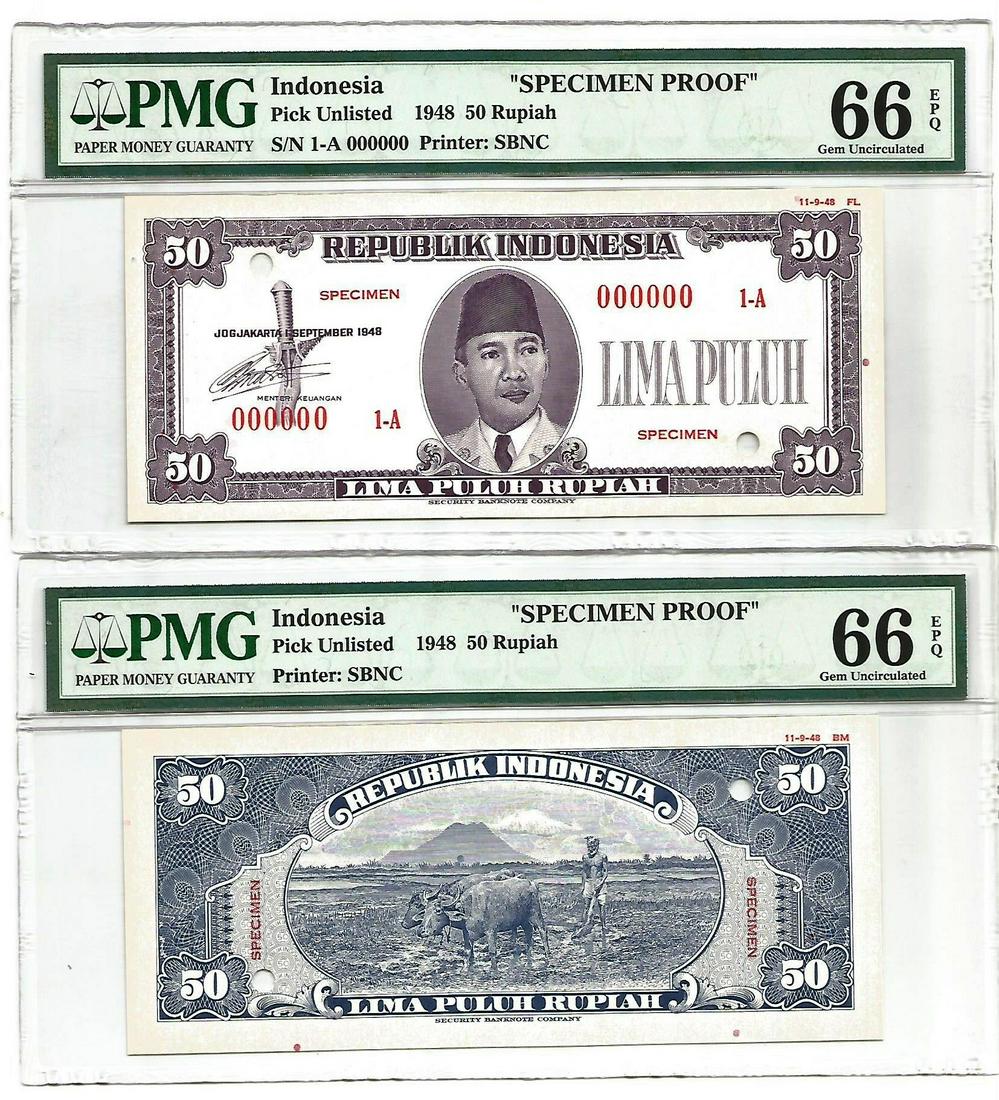 PMG
PAPER MONEY GUARANTY
Indonesia "SPECIMEN PROOF"
Pick Unlisted 1948 50 Rupiah
S/N 1-A 000000 Printer: SBNC
66 EPQ
Gem Uncirculated
11-9-48 FL
50 REPUBLIK INDONESIA 50
SPECIMEN 000000 1-A
JOGJAKARTA 1 SEPTEMBER 1948
LIMA PULUH
MENTERI KEUANGAN
000000 1-A
SPECIMEN
50 50
LIMA PULUH RUPIAH
SECURITY BANKNOTE COMPANY
PMG
PAPER MONEY GUARANTY
Indonesia "SPECIMEN PROOF"
Pick Unlisted 1948 50 Rupiah
Printer: SBNC
66 EPQ
Gem Uncirculated
11-9-48 BM
50 REPUBLIK INDONESIA 50
SPECIMEN SPECIMEN
50 50
LIMA PULUH RUPIAH
SECURITY BANKNOTE COMPANY